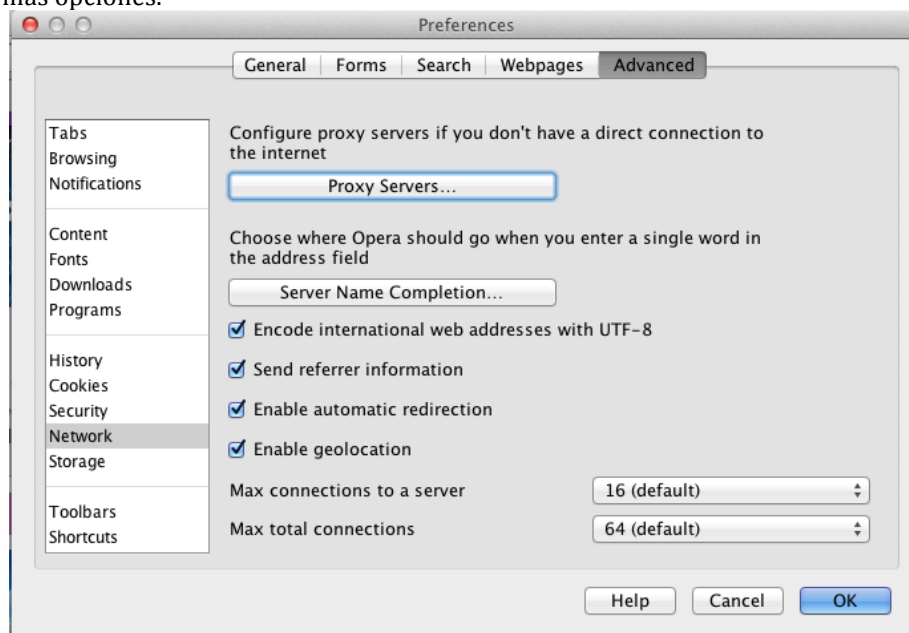 más opciones.
Preferences
General Forms Search Webpages Advanced
Tabs
Browsing
Notifications
Content
Fonts
Downloads
Programs
History
Cookies
Security
Network
Storage
Toolbars
Shortcuts
Configure proxy servers if you don't have a direct connection to
the internet
Proxy Servers...
Choose where Opera should go when you enter a single word in
the address field
Server Name Completion...
Encode international web addresses with UTF-8
Send referrer information
Enable automatic redirection
Enable geolocation
Max connections to a server 16 (default)
Max total connections 64 (default)
Help Cancel OK